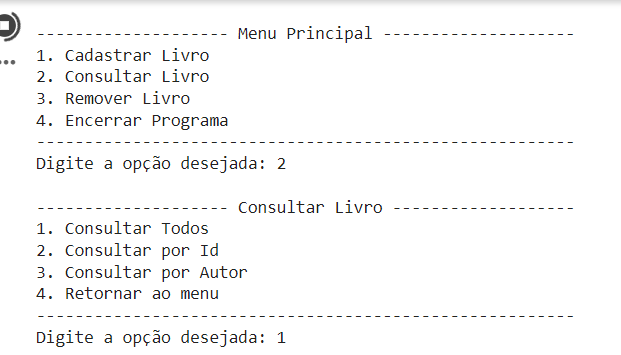 -------------------- Menu Principal --------------------
1. Cadastrar Livro
2. Consultar Livro
3. Remover Livro
4. Encerrar Programa
--------------------------------------------------------
Digite a opção desejada: 2
-------------------- Consultar Livro -------------------
1. Consultar Todos
2. Consultar por Id
3. Consultar por Autor
4. Retornar ao menu
--------------------------------------------------------
Digite a opção desejada: 1